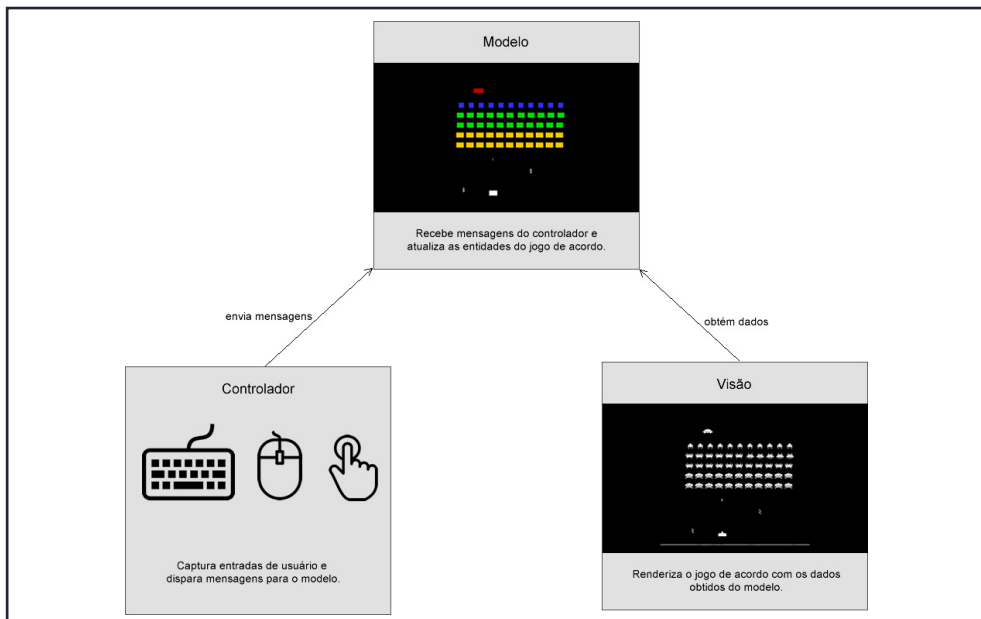 Modelo
Recebe mensagens do controlador e
atualiza as entidades do jogo de acordo.
envia mensagens
obtém dados
Controlador
Captura entradas de usuário e
dispara mensagens para o modelo.
Visão
Renderiza o jogo de acordo com os dados
obtidos do modelo.